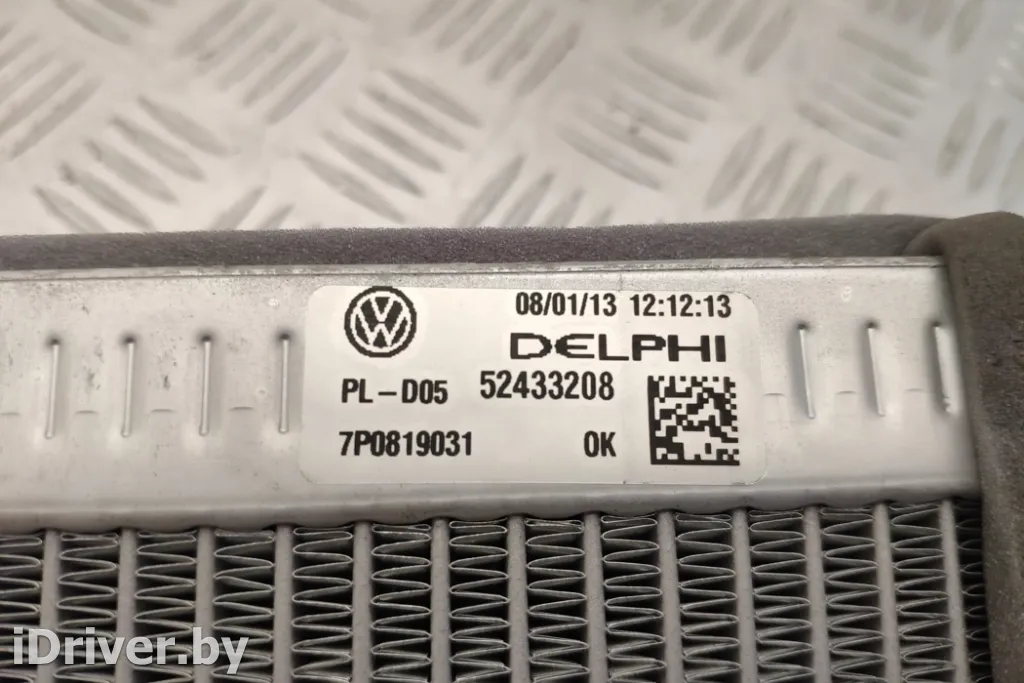 08/01/13 12:12:13
DELPHI
PL-D05 52433208
7P0819031 OK
iDriver.by